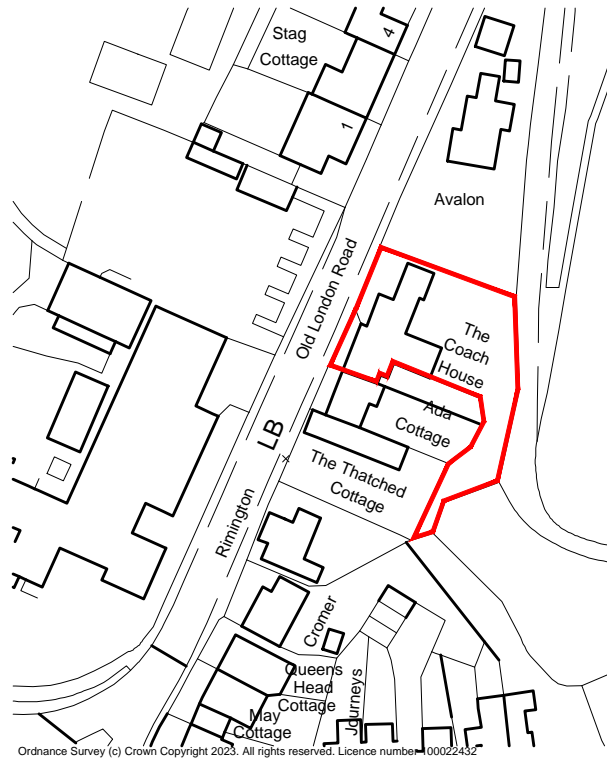 Stag
Cottage
4
1
Avalon
Old London Road
The
Coach
House
Ada
Cottage
LB
The Thatched
Cottage
Rimington
Cromer
Queens
Head
Cottage
Journeys
May
Cottage
Ordnance Survey (c) Crown Copyright 2023. All rights reserved. Licence number 100022432